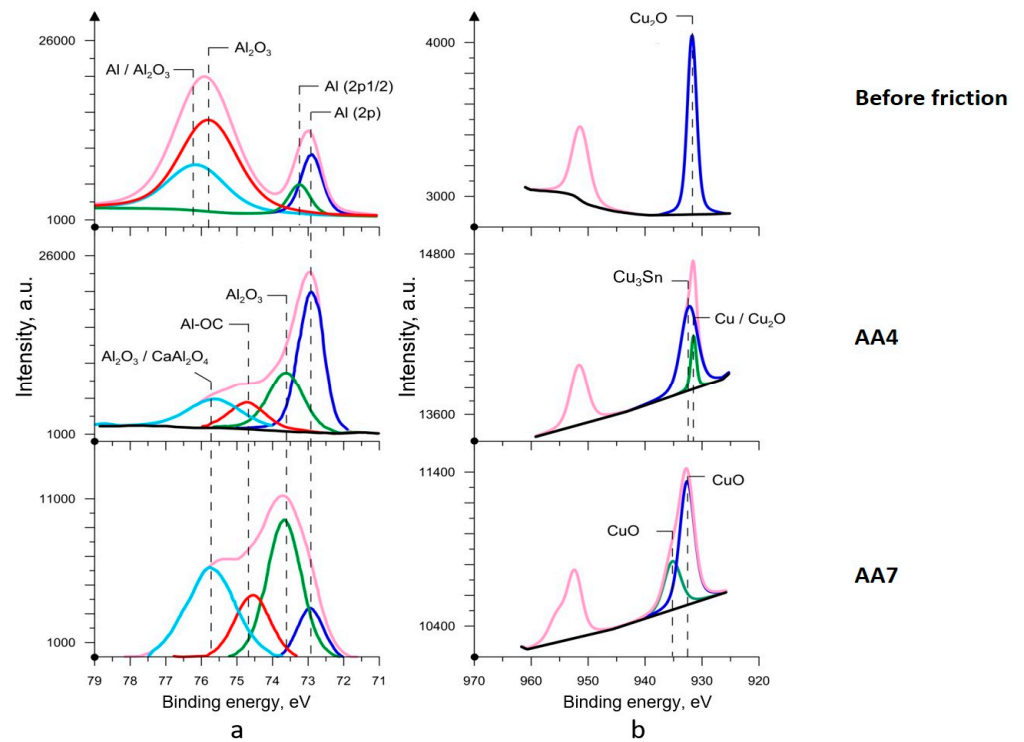 26000
Al₂O₃
Al / Al₂O₃
Al (2p1/2)
Al (2p)
1000
26000
Al₂O₃
Al-OC
Al₂O₃ / CaAl₂O₄
1000
11000
1000
79 78 77 76 75 74 73 72 71
Intensity, a.u.
Binding energy, eV
a
Cu₂O
4000
3000
14800
Cu₃Sn
Cu / Cu₂O
13600
11400
CuO
CuO
10400
970 960 950 940 930 920
Intensity, a.u.
Binding energy, eV
b
Before friction
AA4
AA7